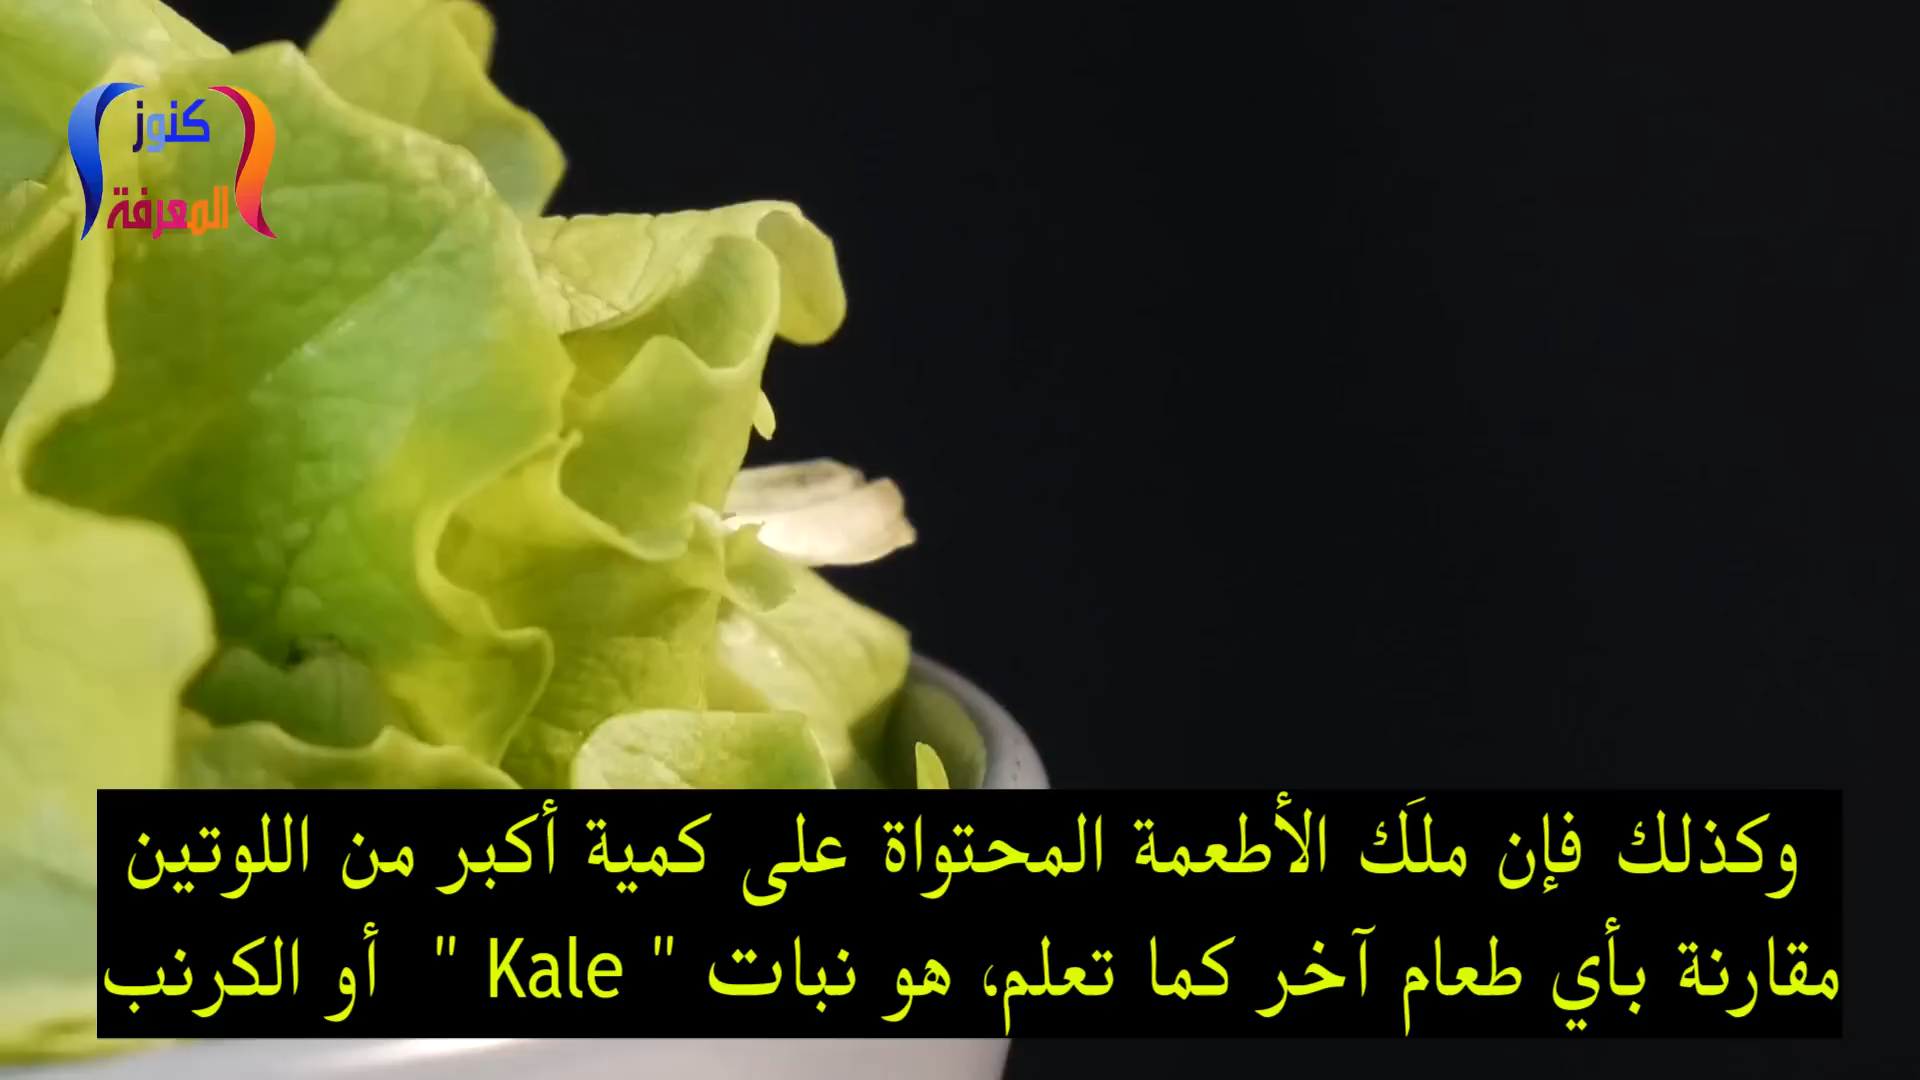 كنوز
المعرفة
وكذلك فإن ملَك الأطعمة المحتواة على كمية أكبر من اللوتين
مقارنة بأي طعام آخر كما تعلم، هو نبات " Kale " أو الكرنب